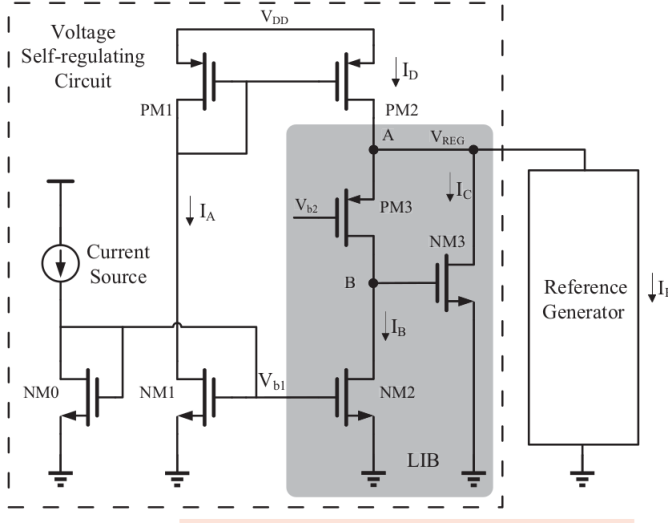 Voltage
Self-regulating
Circuit
V_DD
I_D
PM1
PM2
A
V_REG
I_A
V_b2
PM3
I_C
NM3
Current
Source
B
Reference
Generator
I_B
V_b1
NM0
NM1
NM2
LIB